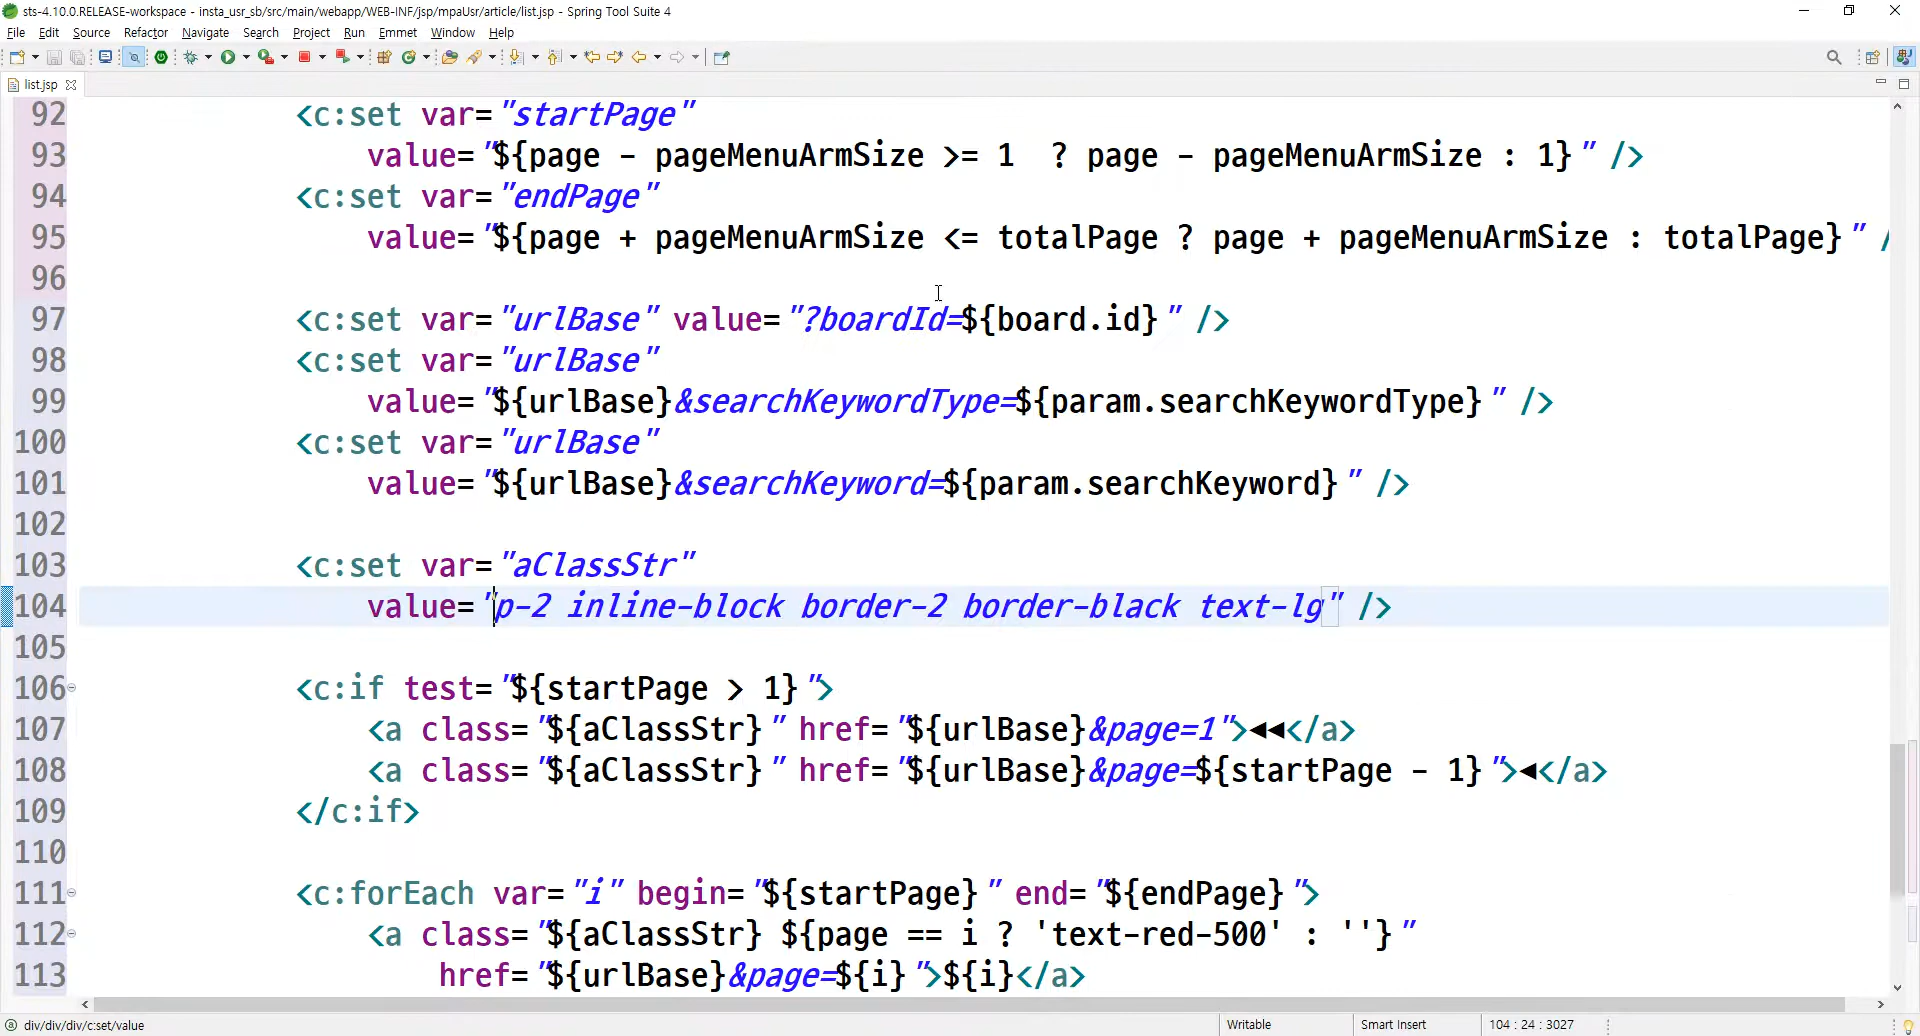 sts-4.10.0.RELEASE-workspace - insta_usr_sb/src/main/webapp/WEB-INF/jsp/mpaUsr/article/list.jsp - Spring Tool Suite 4
File Edit Source Refactor Navigate Search Project Run Emmet Window Help
list.jsp
92 <c:set var="startPage"
93 value="${page - pageMenuArmSize >= 1  ? page - pageMenuArmSize : 1}" />
94 <c:set var="endPage"
95 value="${page + pageMenuArmSize <= totalPage ? page + pageMenuArmSize : totalPage}" /
96
97 <c:set var="urlBase" value="?boardId=${board.id}" />
98 <c:set var="urlBase"
99 value="${urlBase}&searchKeywordType=${param.searchKeywordType}" />
100 <c:set var="urlBase"
101 value="${urlBase}&searchKeyword=${param.searchKeyword}" />
102
103 <c:set var="aClassStr"
104 value="p-2 inline-block border-2 border-black text-lg" />
105
106 <c:if test="${startPage > 1}">
107 <a class="${aClassStr}" href="${urlBase}&page=1">◀◀</a>
108 <a class="${aClassStr}" href="${urlBase}&page=${startPage - 1}">◀</a>
109 </c:if>
110
111 <c:forEach var="i" begin="${startPage}" end="${endPage}">
112 <a class="${aClassStr} ${page == i ? 'text-red-500' : ''}"
113 href="${urlBase}&page=${i}">${i}</a>
div/div/div/c:set/value Writable Smart Insert 104 : 24 : 3027